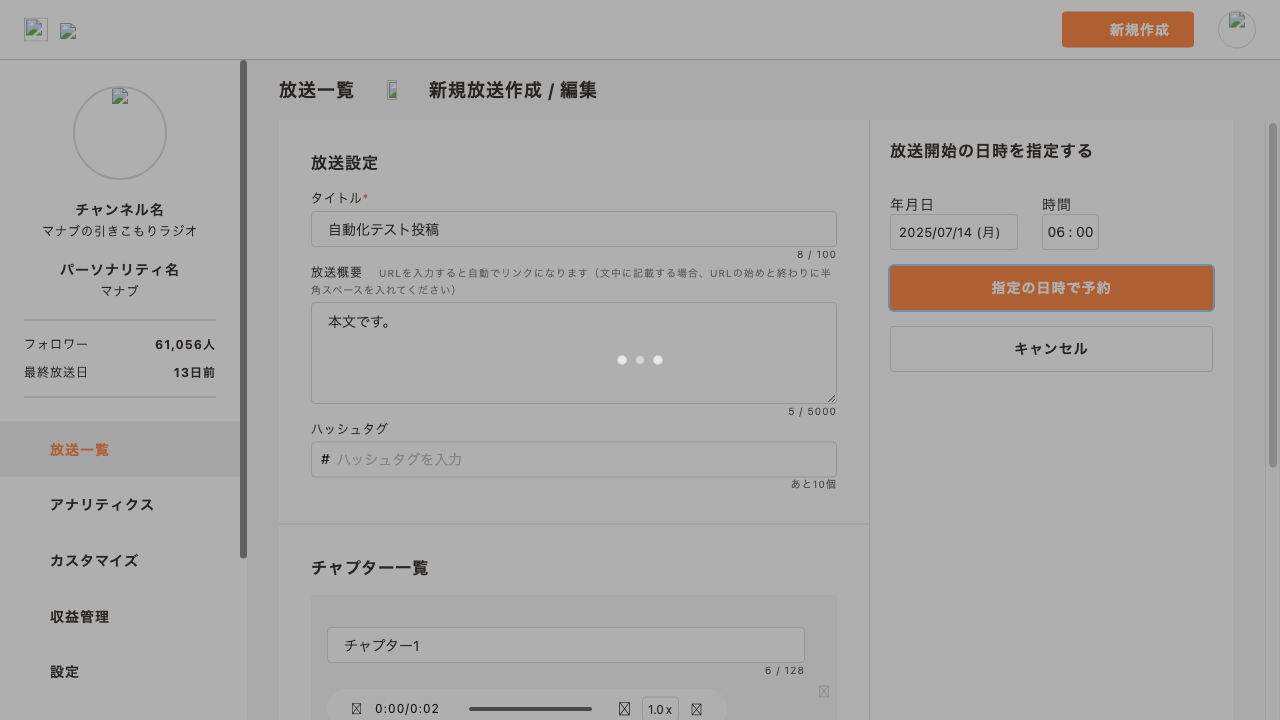 新規作成
チャンネル名
マナブの引きこもりラジオ
パーソナリティ名
マナブ
フォロワー 61,056人
最終放送日 13日前
放送一覧
アナリティクス
カスタマイズ
収益管理
設定
放送一覧 新規放送作成 / 編集
放送設定
タイトル*
自動化テスト投稿
8 / 100
放送概要 URLを入力すると自動でリンクになります（文中に記載する場合、URLの始めと終わりに半
角スペースを入れてください）
本文です。
5 / 5000
ハッシュタグ
# ハッシュタグを入力
あと10個
チャプター一覧
チャプター1
6 / 128
0:00/0:02 1.0x
放送開始の日時を指定する
年月日 時間
2025/07/14 (月) 06 : 00
指定の日時で予約
キャンセル